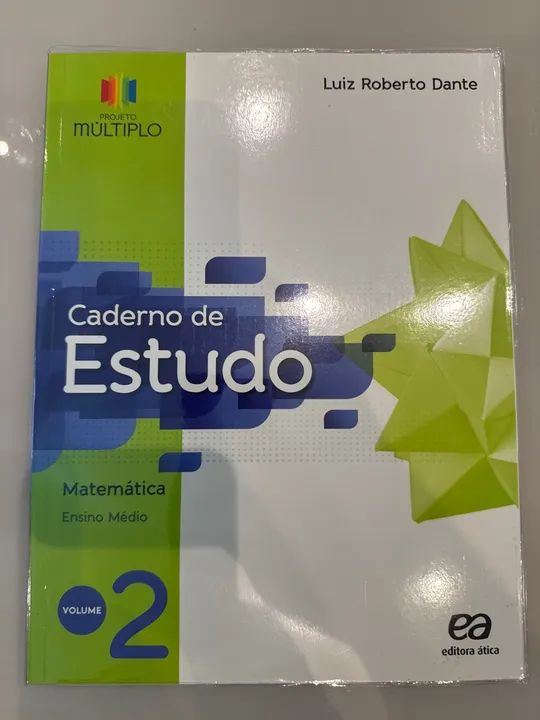 PROJETO
MÚLTIPLO
Luiz Roberto Dante
Caderno de
Estudo
Matemática
Ensino Médio
VOLUME
2
ea
editora ática